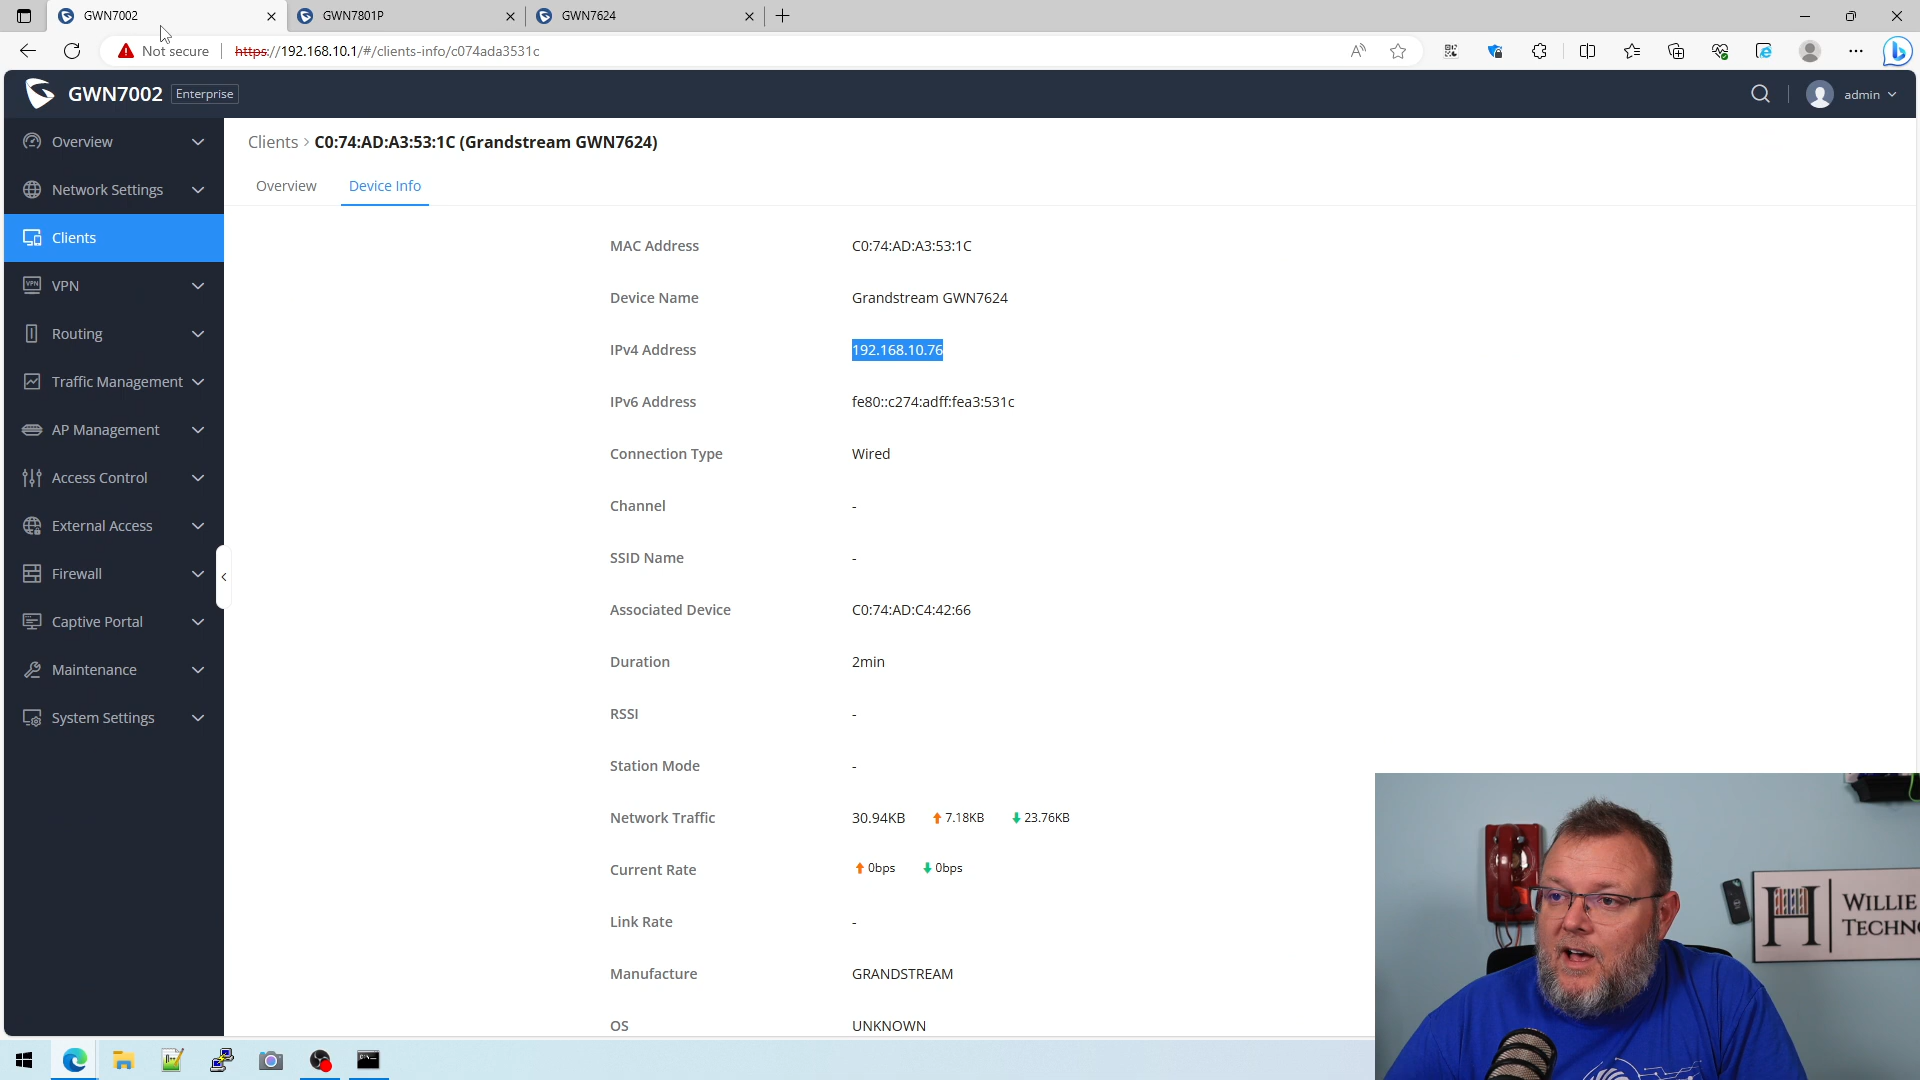 GWN7002
GWN7801P
GWN7624
Not secure
https://192.168.10.1/#/clients-info/c074ada3531c
GWN7002 Enterprise
admin
Overview
Network Settings
Clients
VPN
Routing
Traffic Management
AP Management
Access Control
External Access
Firewall
Captive Portal
Maintenance
System Settings
Clients > C0:74:AD:A3:53:1C (Grandstream GWN7624)
Overview Device Info
MAC Address C0:74:AD:A3:53:1C
Device Name Grandstream GWN7624
IPv4 Address 192.168.10.76
IPv6 Address fe80::c274:adff:fea3:531c
Connection Type Wired
Channel -
SSID Name -
Associated Device C0:74:AD:C4:42:66
Duration 2min
RSSI -
Station Mode -
Network Traffic 30.94KB 7.18KB 23.76KB
Current Rate 0bps 0bps
Link Rate -
Manufacture GRANDSTREAM
OS UNKNOWN
H WILLIE
TECHNO